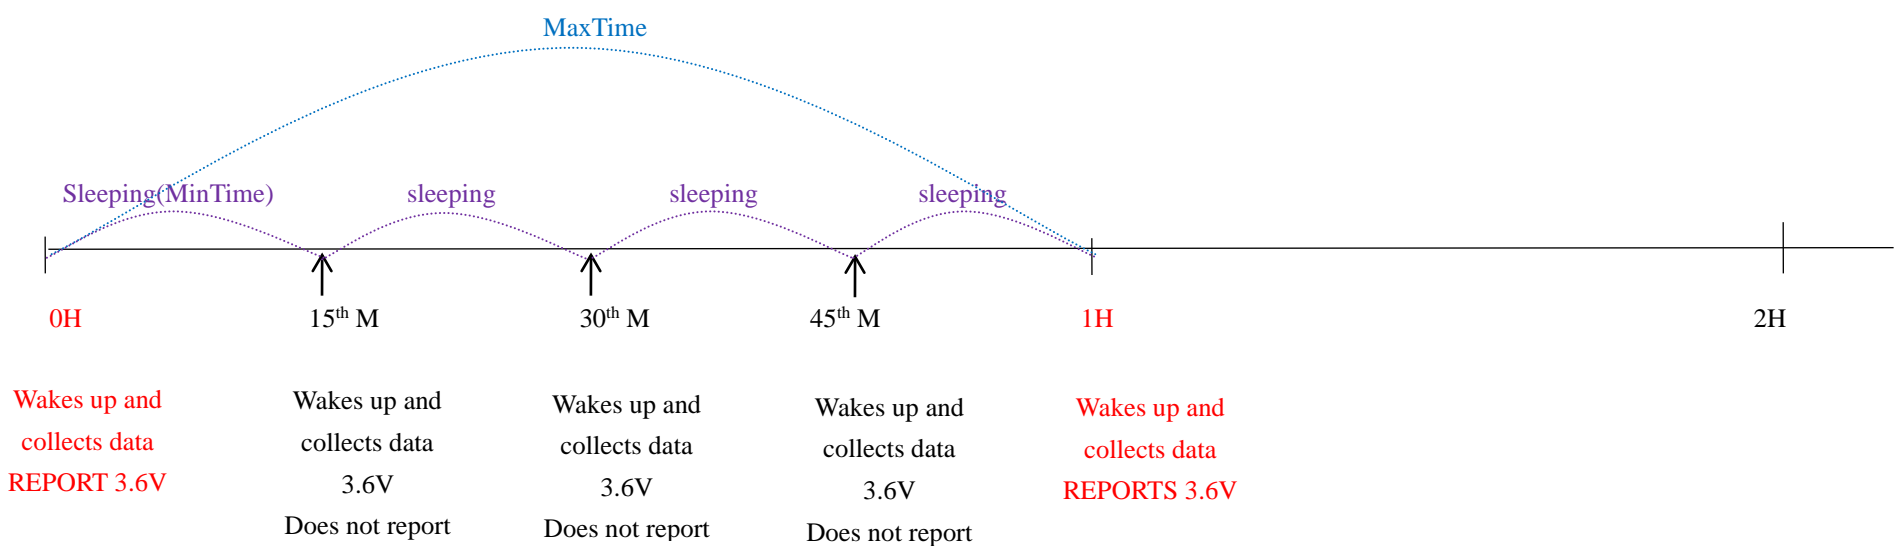 MaxTime
Sleeping(MinTime)
sleeping
sleeping
sleeping
0H
15th M
30th M
45th M
1H
2H
Wakes up and
collects data
REPORT 3.6V
Wakes up and
collects data
3.6V
Does not report
Wakes up and
collects data
3.6V
Does not report
Wakes up and
collects data
3.6V
Does not report
Wakes up and
collects data
REPORTS 3.6V